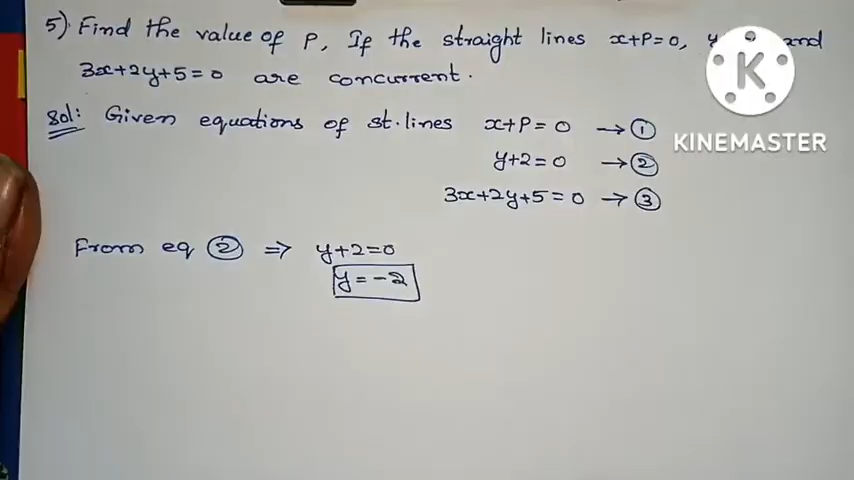 5) Find the value of P, If the straight lines x+P=0, y and
3x+2y+5=0 are concurrent.
Sol: Given equations of st.lines x+P=0 → ①
y+2=0 → ②
3x+2y+5=0 → ③
From eq ② ⇒ y+2=0
y=-2
K
KINEMASTER